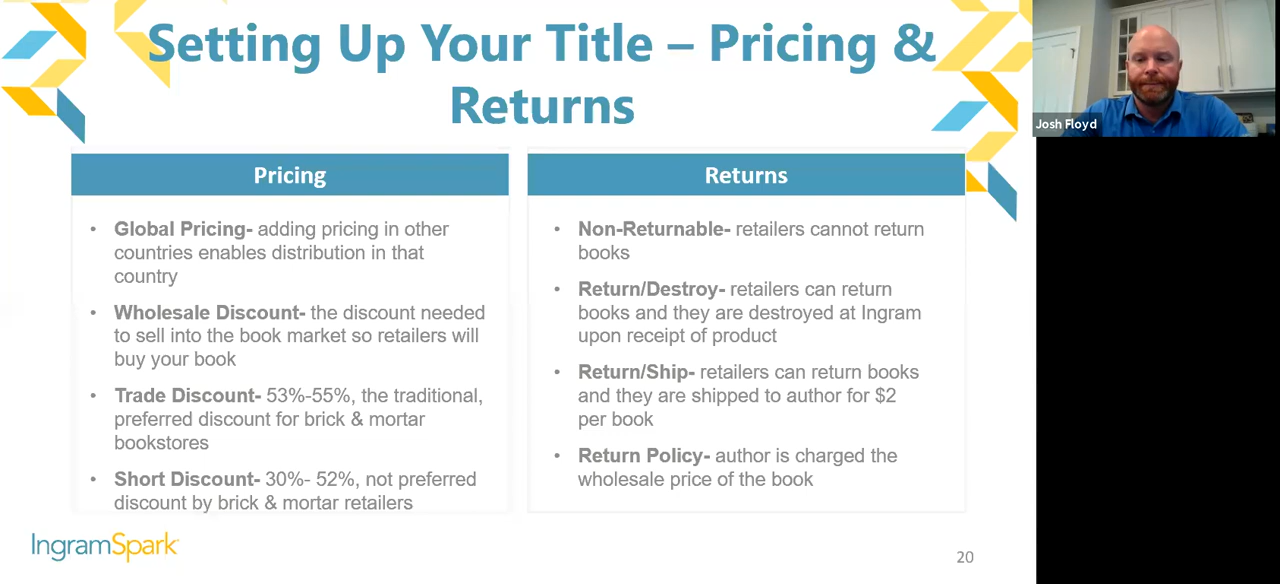 Setting Up Your Title – Pricing &
Returns
Josh Floyd
Pricing
• Global Pricing- adding pricing in other
countries enables distribution in that
country
• Wholesale Discount- the discount needed
to sell into the book market so retailers will
buy your book
• Trade Discount- 53%-55%, the traditional,
preferred discount for brick & mortar
bookstores
• Short Discount- 30%- 52%, not preferred
discount by brick & mortar retailers
Returns
• Non-Returnable- retailers cannot return
books
• Return/Destroy- retailers can return
books and they are destroyed at Ingram
upon receipt of product
• Return/Ship- retailers can return books
and they are shipped to author for $2
per book
• Return Policy- author is charged the
wholesale price of the book
IngramSpark
20